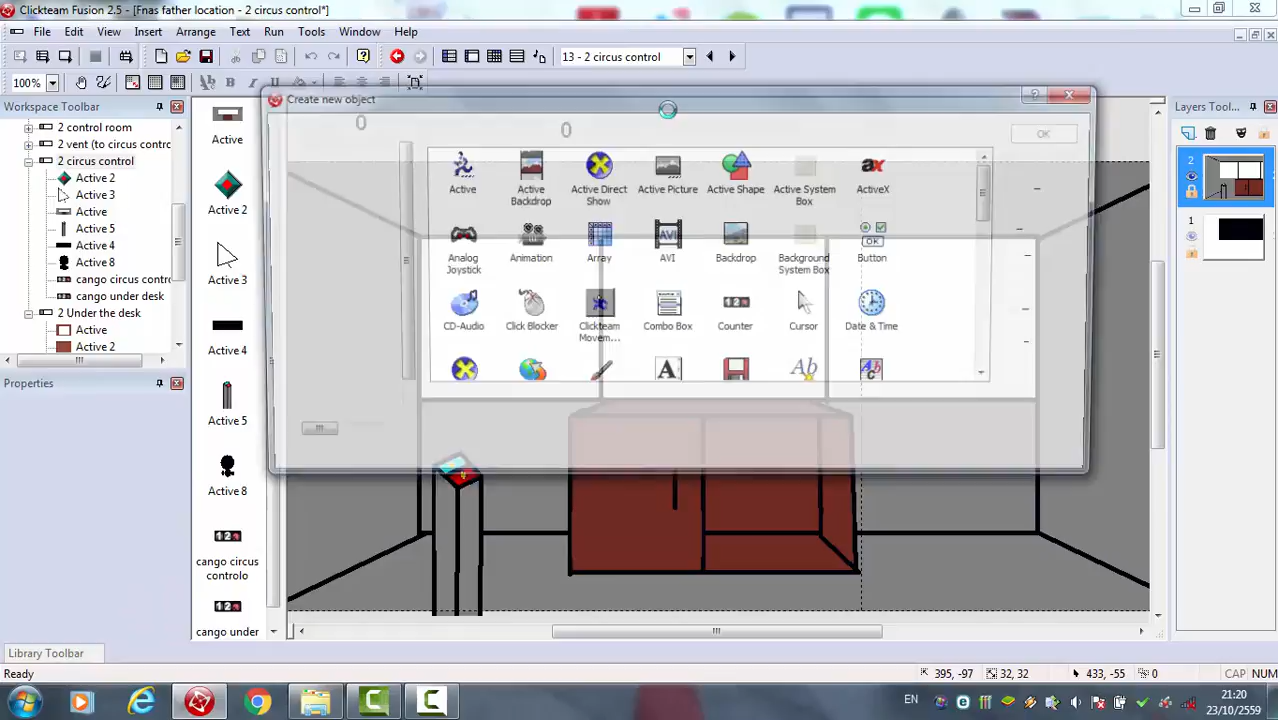 Clickteam Fusion 2.5 - [Fnas father location - 2 circus control*]
File Edit View Insert Arrange Text Run Tools Window Help
13 - 2 circus control
100%
Workspace Toolbar
2 control room
2 vent (to circus contro
2 circus control
Active 2
Active 3
Active
Active 5
Active 4
Active 8
cango circus contro
cango under desk
2 Under the desk
Active
Active 2
Properties
Library Toolbar
Active
Active 2
Active 3
Active 4
Active 5
Active 8
cango circus
controlo
cango under
Create new object
OK
0 0
Active Active Backdrop Active Direct Show Active Picture Active Shape Active System Box ActiveX
Analog Joystick Animation Array AVI Backdrop Background System Box Button
CD-Audio Click Blocker Clickteam Movem... Combo Box Counter Cursor Date & Time
Layers Tool...
2
1
Ready
395, -97 32, 32 433, -55 0 CAP NUM
EN
21:20
23/10/2559